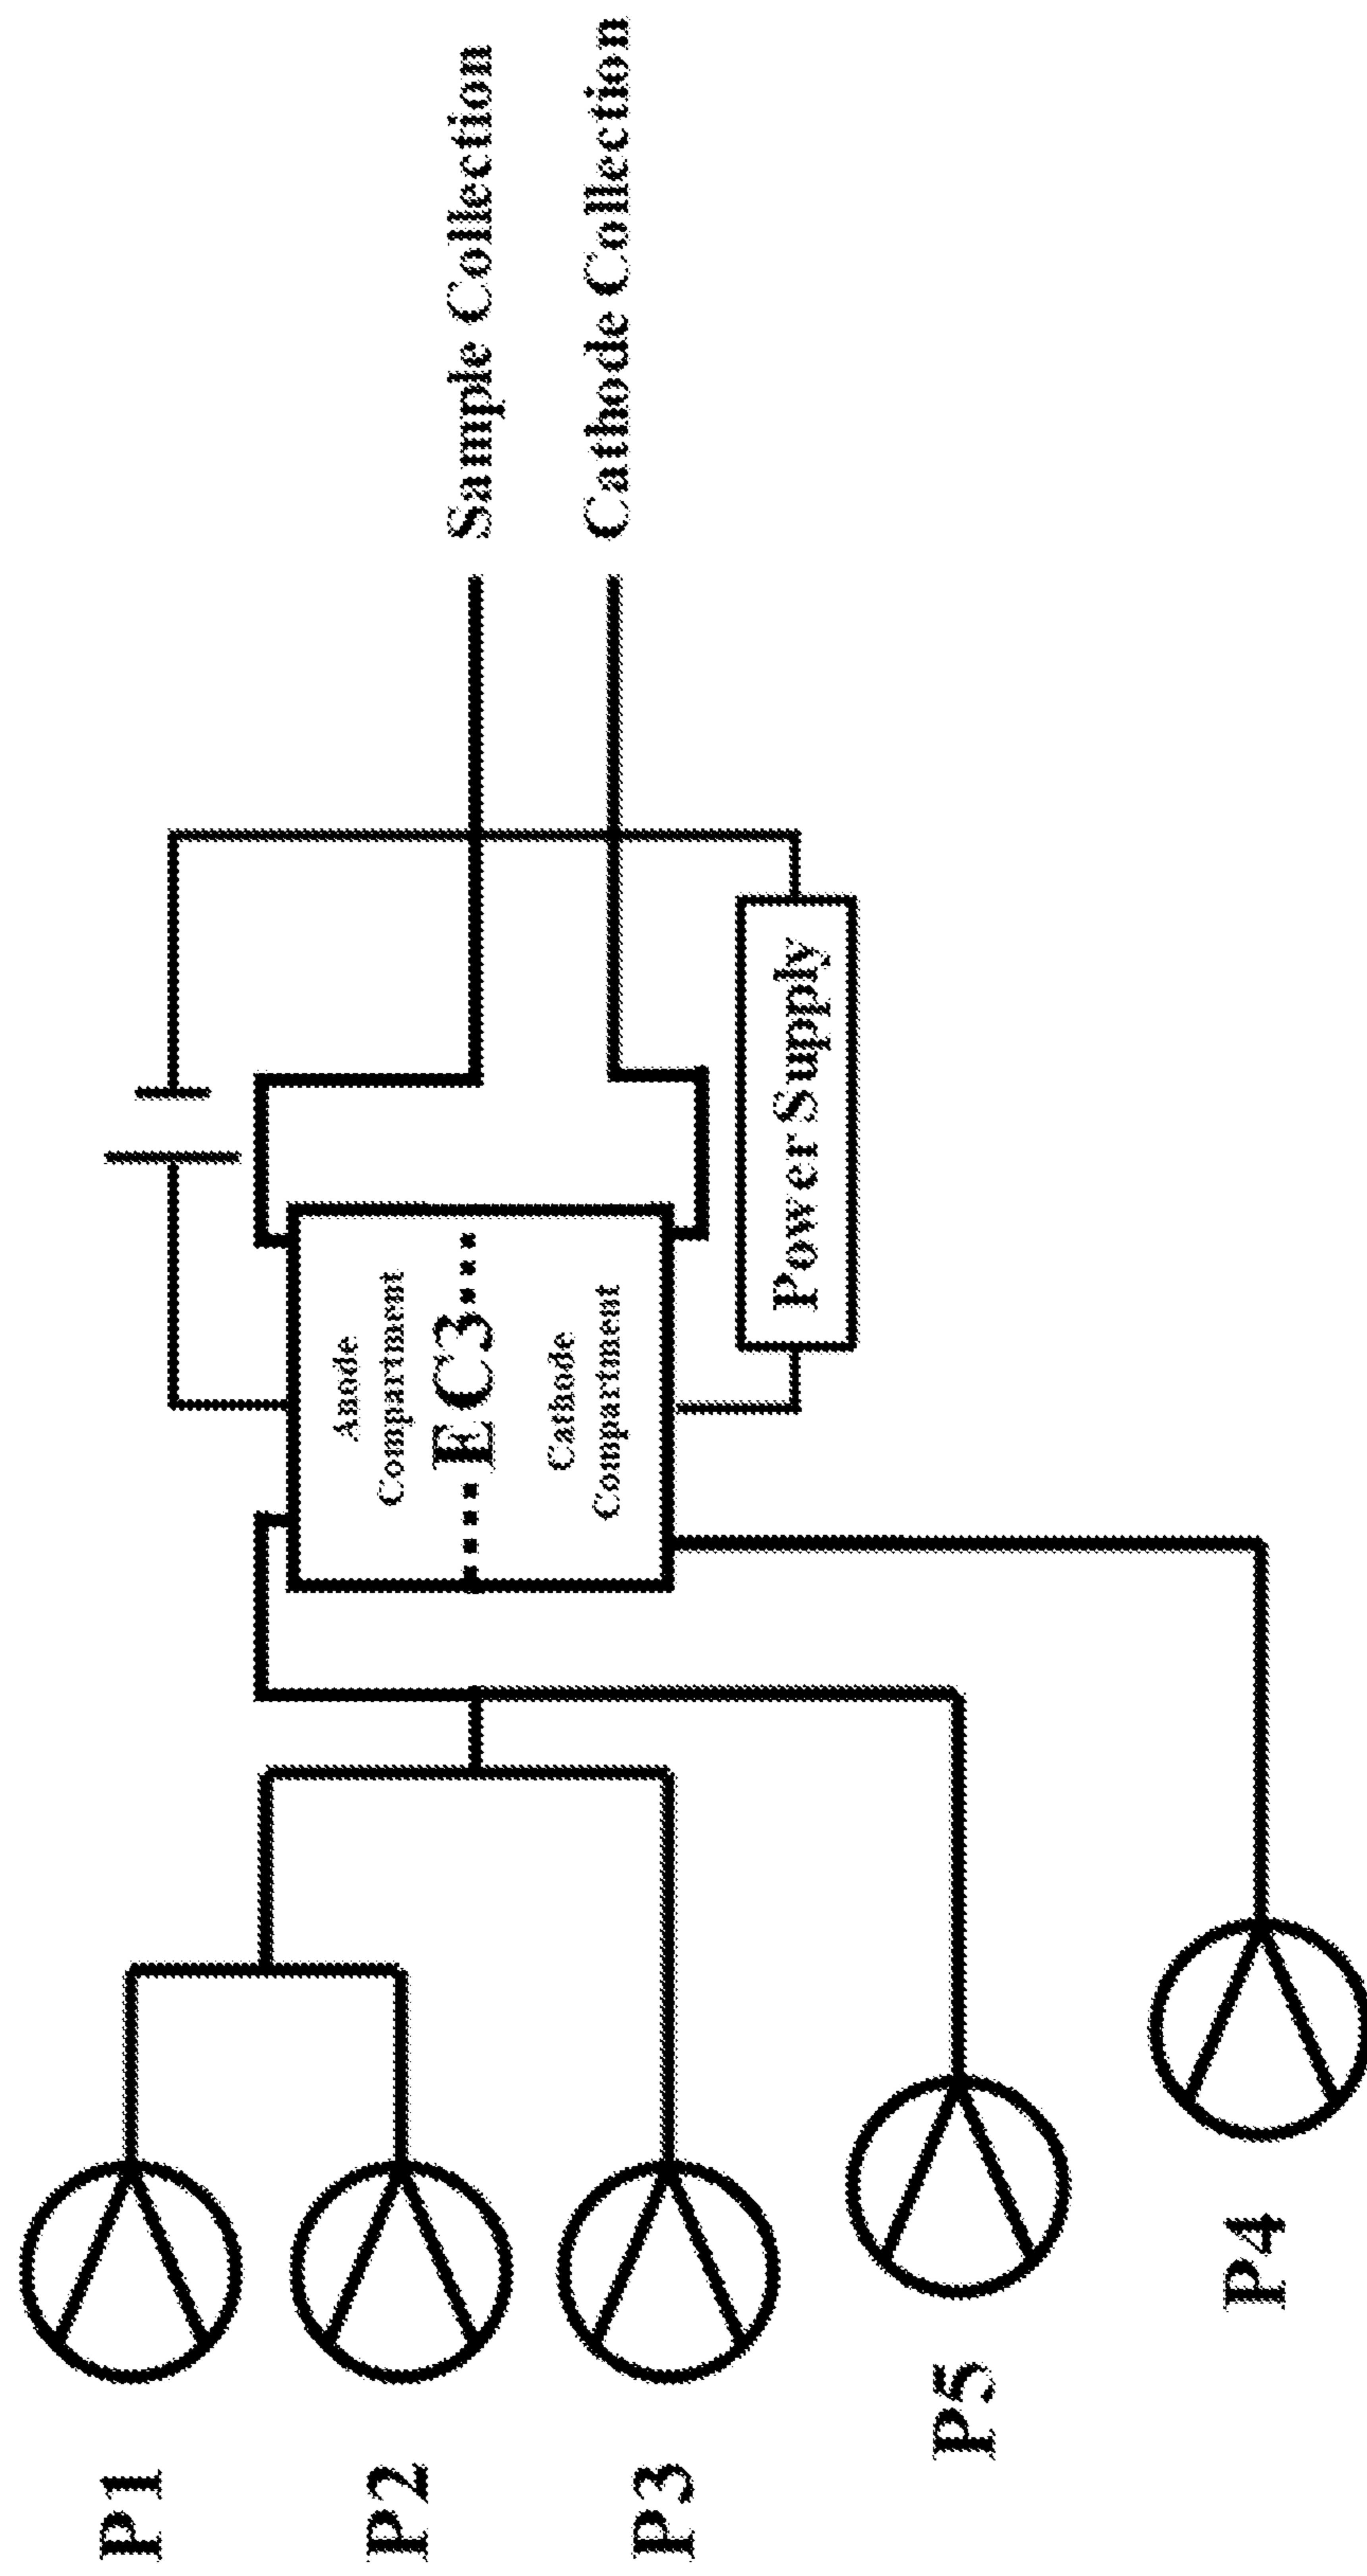 P1
P2
P3
P5
P4
Anode
Compartment
EC3
Cathode
Compartment
Power Supply
Sample Collection
Cathode Collection